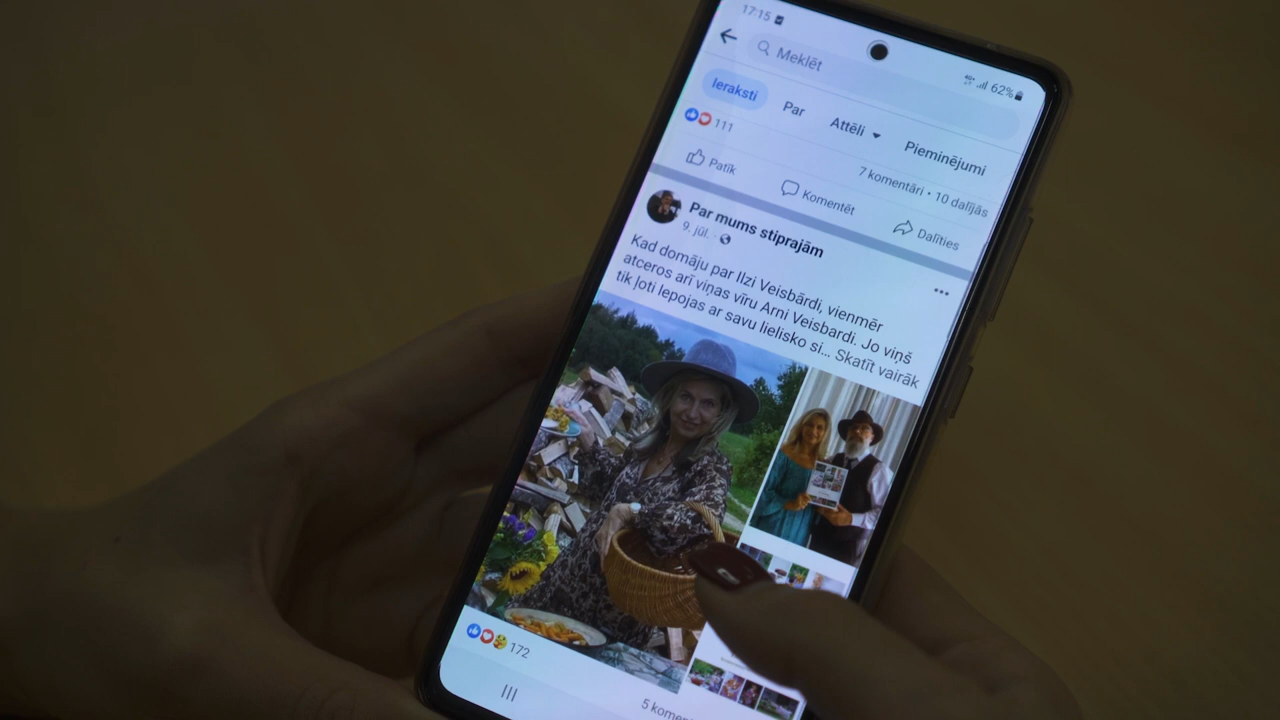 17:15
4G+ 62%
Meklēt
Ieraksti Par Attēli Pieminējumi
111
7 komentāri • 10 dalījās
Patīk Komentēt Dalīties
Par mums stiprajām
9. jūl.
Kad domāju par Ilzi Veisbārdi, vienmēr
atceros arī viņas vīru Arni Veisbardi. Jo viņš
tik ļoti lepojas ar savu lielisko si... Skatīt vairāk
172
5 komen